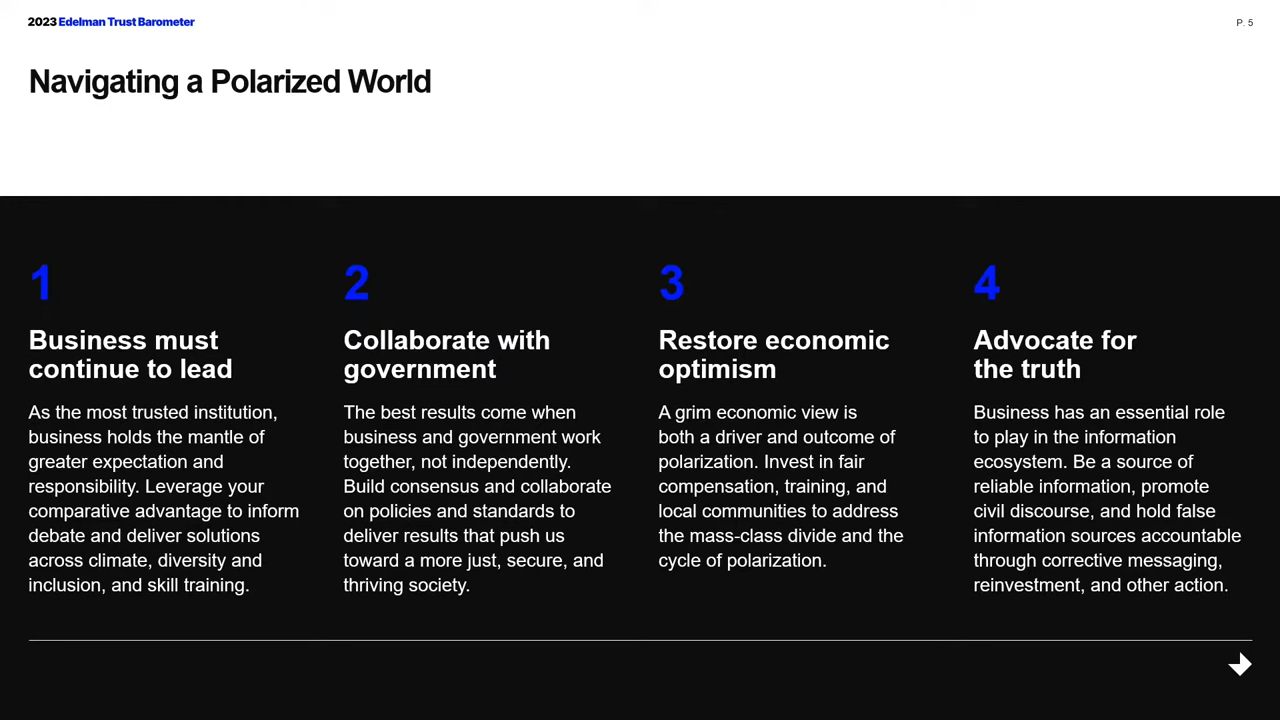 2023 Edelman Trust Barometer
P. 5
Navigating a Polarized World
1
Business must
continue to lead
As the most trusted institution,
business holds the mantle of
greater expectation and
responsibility. Leverage your
comparative advantage to inform
debate and deliver solutions
across climate, diversity and
inclusion, and skill training.
2
Collaborate with
government
The best results come when
business and government work
together, not independently.
Build consensus and collaborate
on policies and standards to
deliver results that push us
toward a more just, secure, and
thriving society.
3
Restore economic
optimism
A grim economic view is
both a driver and outcome of
polarization. Invest in fair
compensation, training, and
local communities to address
the mass-class divide and the
cycle of polarization.
4
Advocate for
the truth
Business has an essential role
to play in the information
ecosystem. Be a source of
reliable information, promote
civil discourse, and hold false
information sources accountable
through corrective messaging,
reinvestment, and other action.